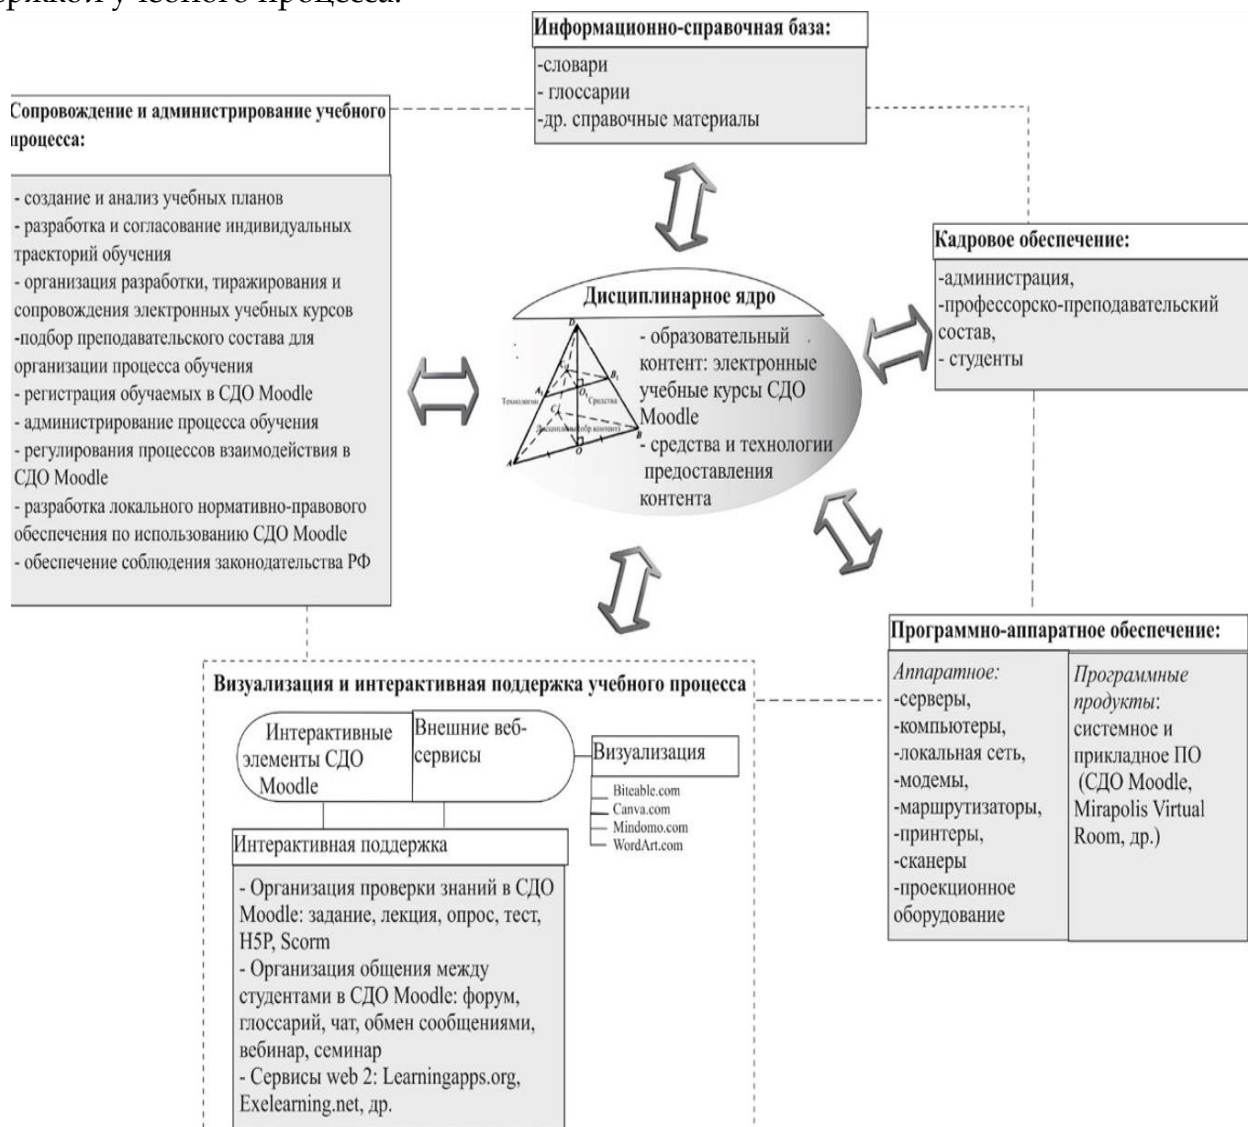 держкой учебного процесса.
Информационно-справочная база:
-словари
- глоссарии
-др. справочные материалы
Сопровождение и администрирование учебного
процесса:
- создание и анализ учебных планов
- разработка и согласование индивидуальных
траекторий обучения
- организация разработки, тиражирования и
сопровождения электронных учебных курсов
-подбор преподавательского состава для
организации процесса обучения
- регистрация обучаемых в СДО Moodle
- администрирование процесса обучения
- регулирования процессов взаимодействия в
СДО Moodle
- разработка локального нормативно-правового
обеспечения по использованию СДО Moodle
- обеспечение соблюдения законодательства РФ
Кадровое обеспечение:
-администрация,
-профессорско-преподавательский
состав,
- студенты
Дисциплинарное ядро
- образовательный
контент: электронные
учебные курсы СДО
Moodle
- средства и технологии
предоставления
контента
D
A1
B1
O1
Технологии
Средства
C
B
A
O
Программно-аппаратное обеспечение:
Аппаратное:
-серверы,
-компьютеры,
-локальная сеть,
-модемы,
-маршрутизаторы,
-принтеры,
-сканеры
-проекционное
оборудование
Программные
продукты:
системное и
прикладное ПО
(СДО Moodle,
Mirapolis Virtual
Room, др.)
Визуализация и интерактивная поддержка учебного процесса
Интерактивные
элементы СДО
Moodle
Внешние веб-
сервисы
Визуализация
Biteable.com
Canva.com
Mindomo.com
WordArt.com
Интерактивная поддержка
- Организация проверки знаний в СДО
Moodle: задание, лекция, опрос, тест,
H5P, Scorm
- Организация общения между
студентами в СДО Moodle: форум,
глоссарий, чат, обмен сообщениями,
вебинар, семинар
- Сервисы web 2: Learningapps.org,
Exelearning.net, др.